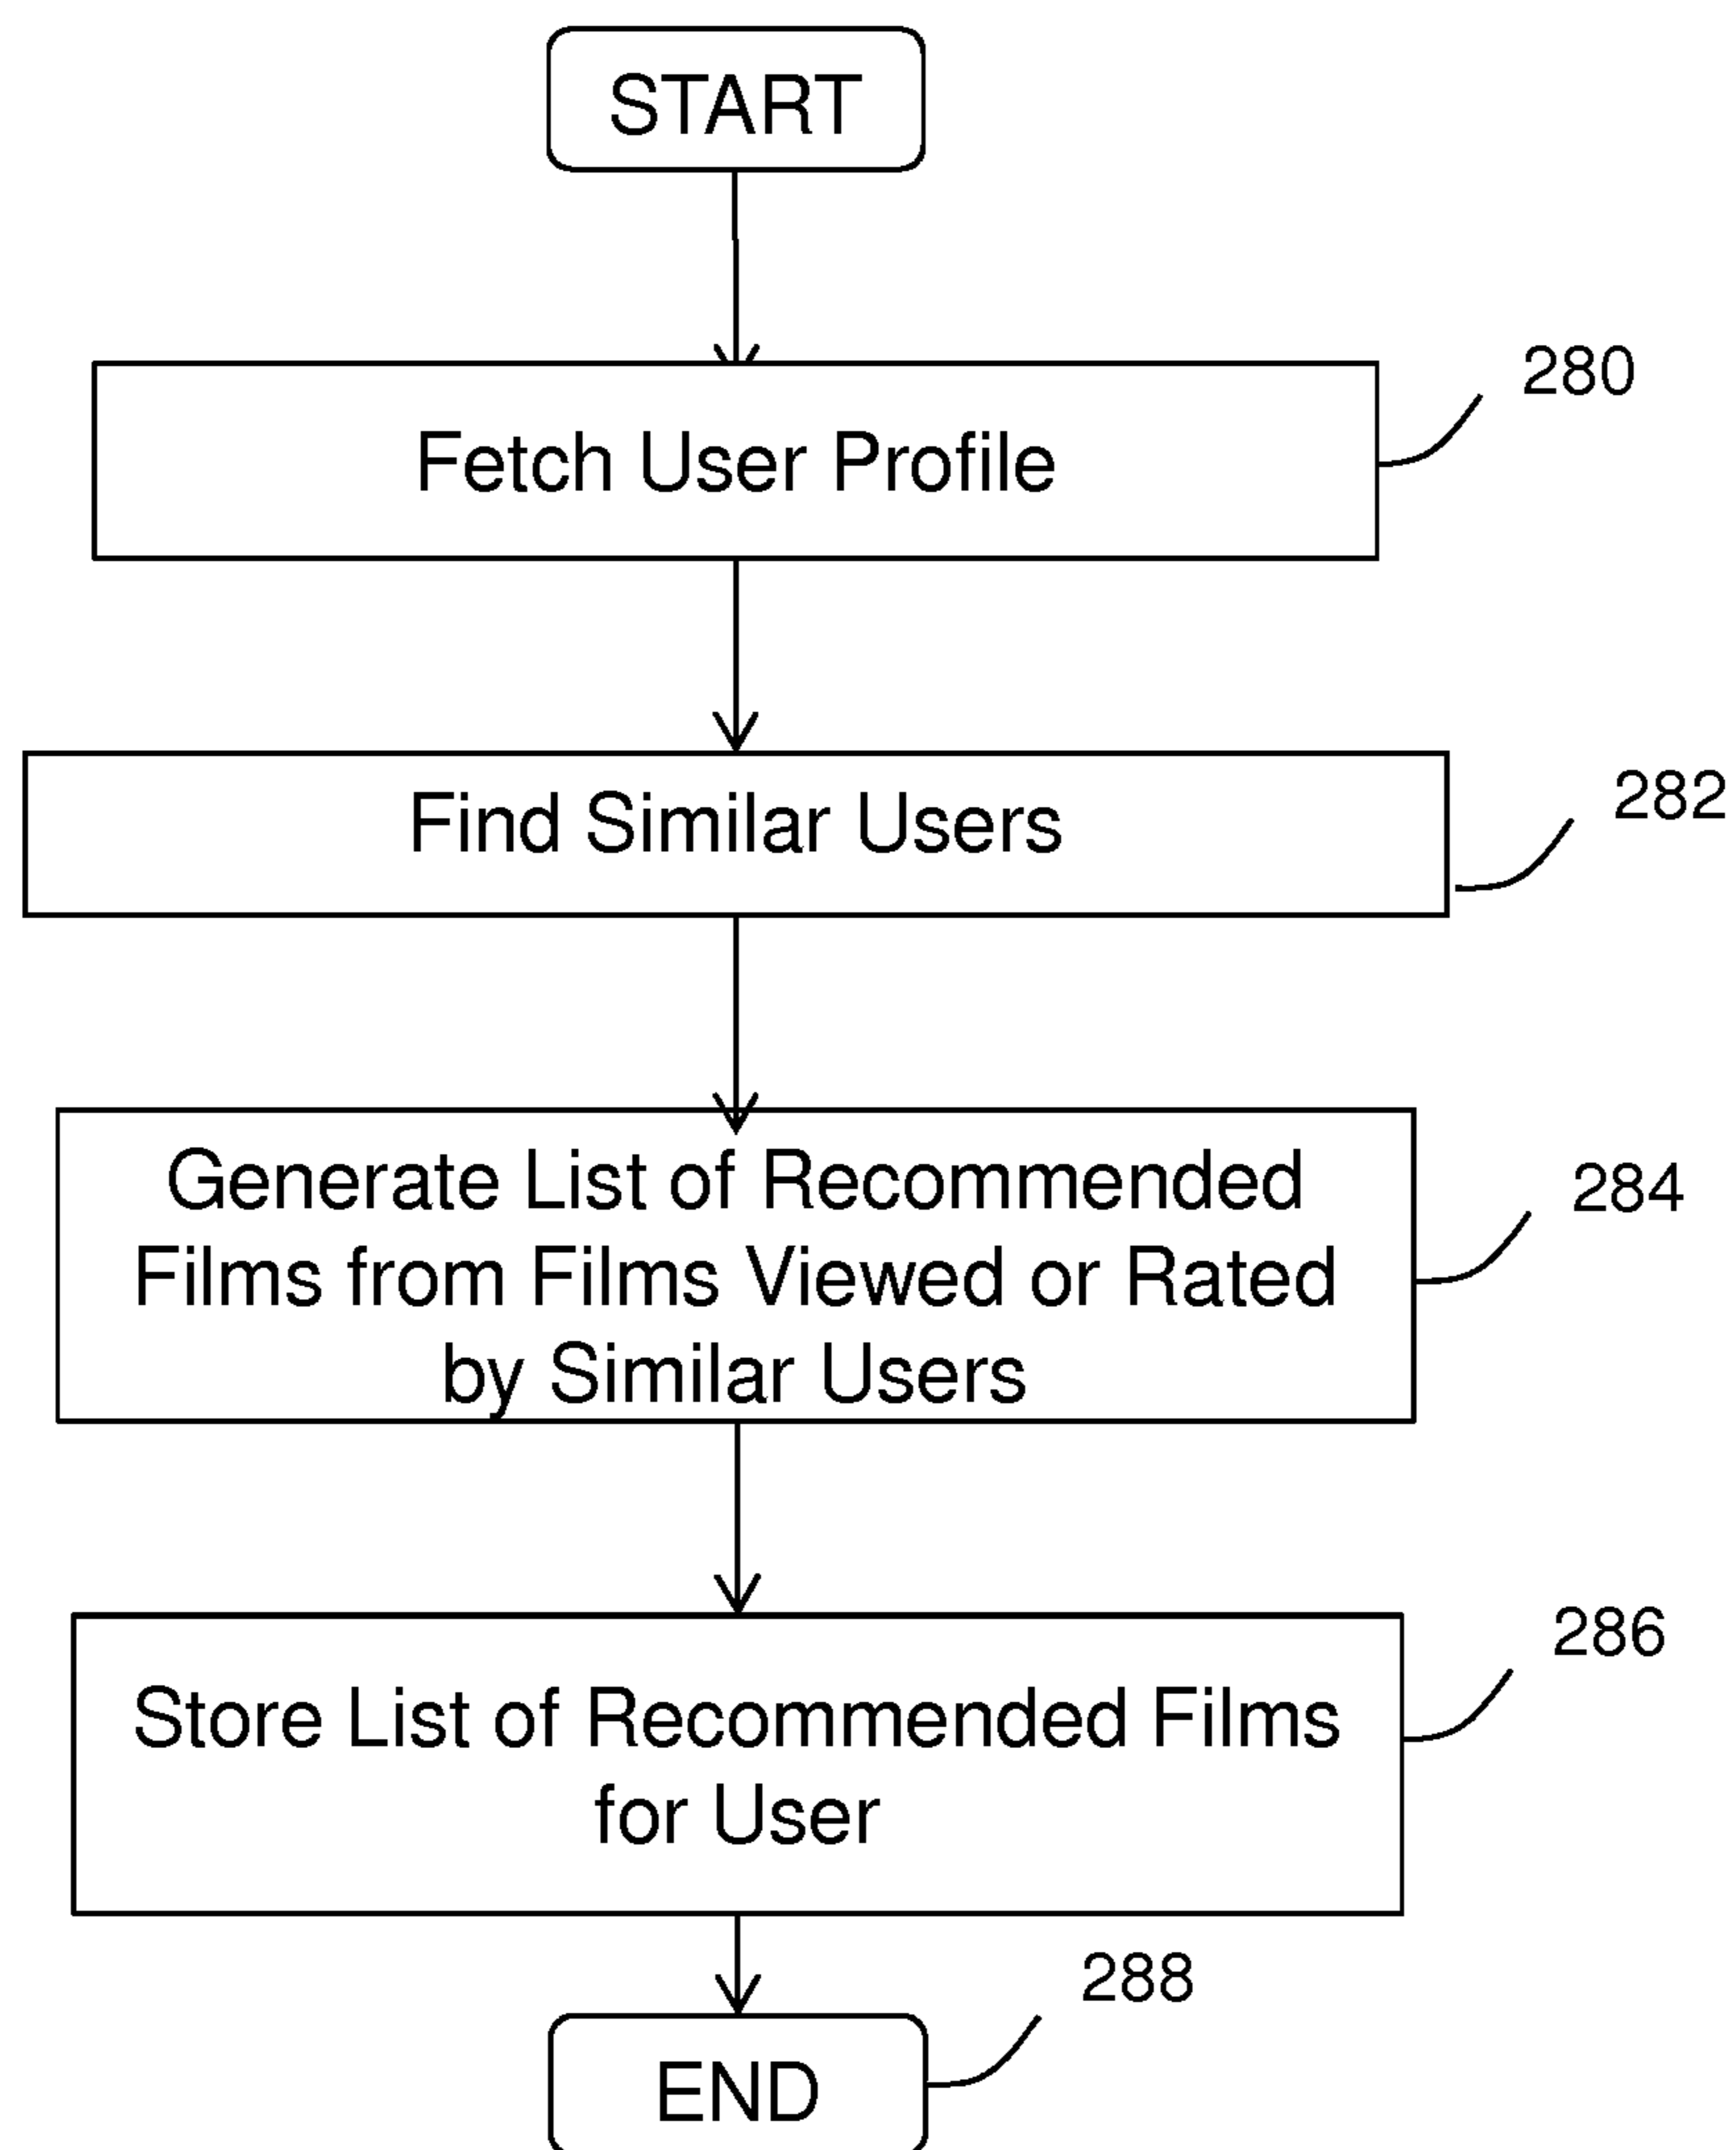 START
280
Fetch User Profile
282
Find Similar Users
284
Generate List of Recommended
Films from Films Viewed or Rated
by Similar Users
286
Store List of Recommended Films
for User
288
END